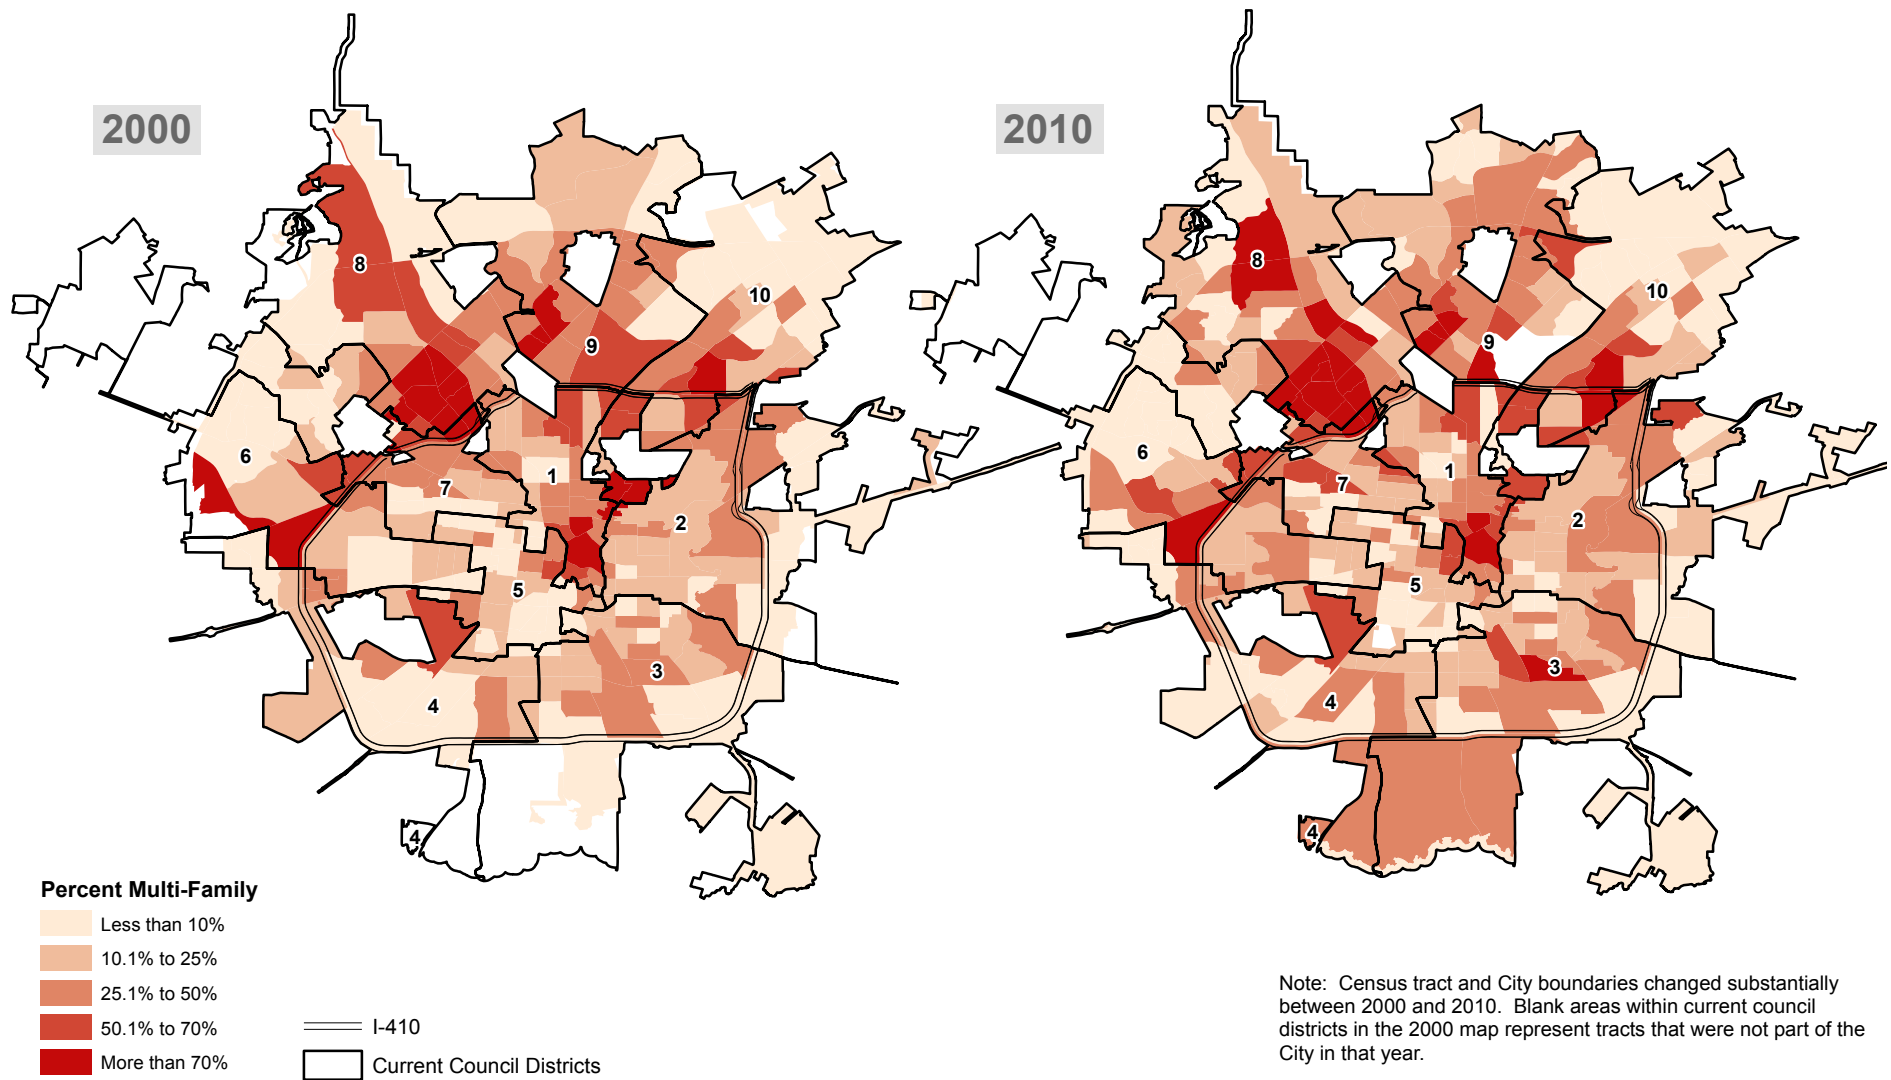 2000
2010
8
10
9
6
1
7
2
5
3
4
4
8
10
9
6
1
7
2
5
3
4
4
Percent Multi-Family
Less than 10%
10.1% to 25%
25.1% to 50%
50.1% to 70%
More than 70%
I-410
Current Council Districts
Note: Census tract and City boundaries changed substantially
between 2000 and 2010. Blank areas within current council
districts in the 2000 map represent tracts that were not part of the
City in that year.